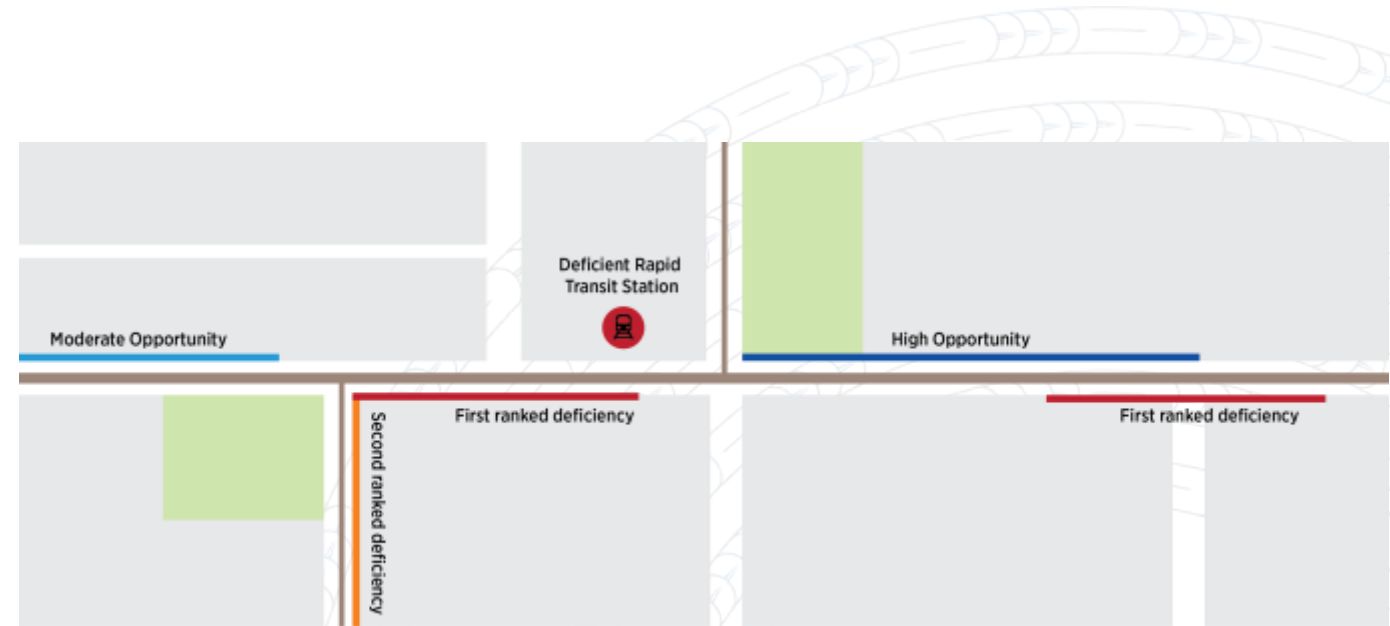 Deficient Rapid
Transit Station
Moderate Opportunity
High Opportunity
First ranked deficiency
First ranked deficiency
Second ranked deficiency